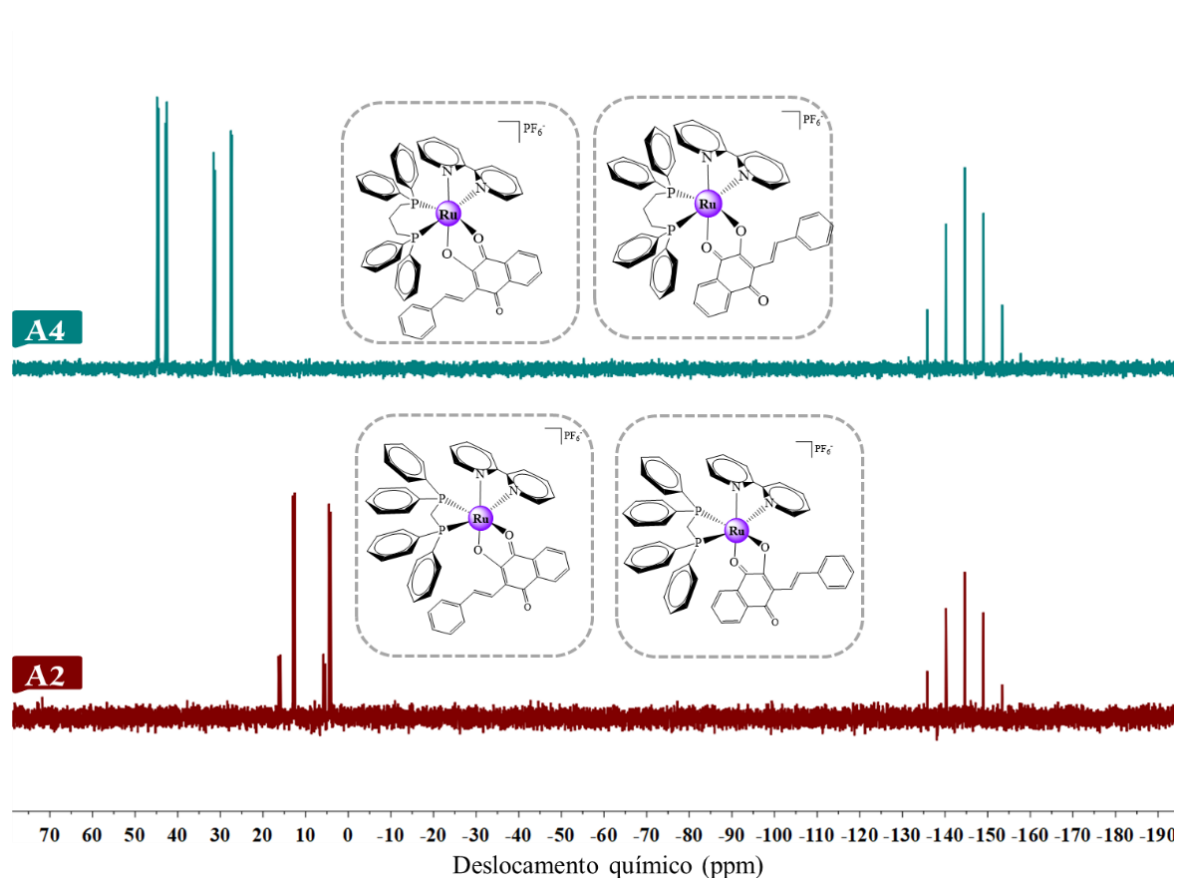 PF6-
PF6-
N
N
P
Ru
P
O
O
O
N
N
P
Ru
P
O
O
O
A4
PF6-
PF6-
N
N
P
Ru
P
O
O
O
N
N
P
Ru
P
O
O
O
A2
70 60 50 40 30 20 10 0 -10 -20 -30 -40 -50 -60 -70 -80 -90 -100 -110 -120 -130 -140 -150 -160 -170 -180 -190
Deslocamento químico (ppm)